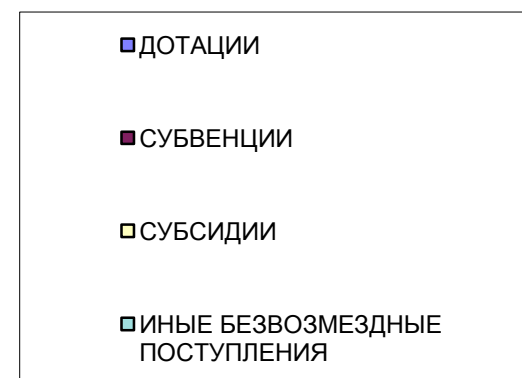 ДОТАЦИИ
СУБВЕНЦИИ
СУБСИДИИ
ИНЫЕ БЕЗВОЗМЕЗДНЫЕ
ПОСТУПЛЕНИЯ